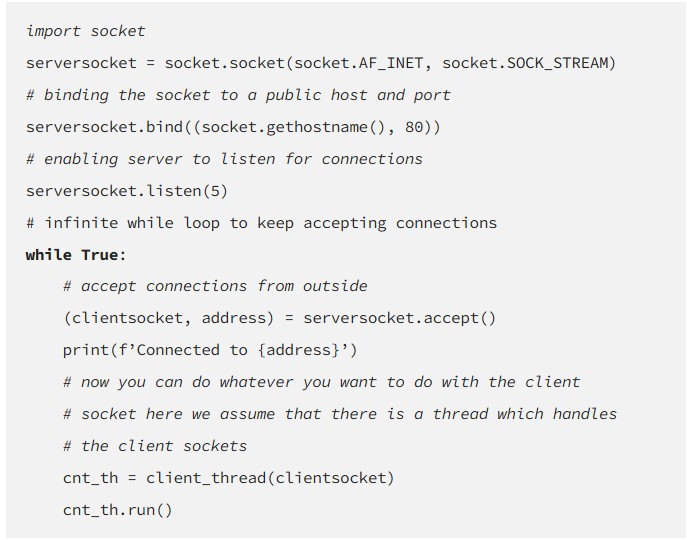 import socket
serversocket = socket.socket(socket.AF_INET, socket.SOCK_STREAM)
# binding the socket to a public host and port
serversocket.bind((socket.gethostname(), 80))
# enabling server to listen for connections
serversocket.listen(5)
# infinite while loop to keep accepting connections
while True:
    # accept connections from outside
    (clientsocket, address) = serversocket.accept()
    print(f’Connected to {address}’)
    # now you can do whatever you want to do with the client
    # socket here we assume that there is a thread which handles
    # the client sockets
    cnt_th = client_thread(clientsocket)
    cnt_th.run()